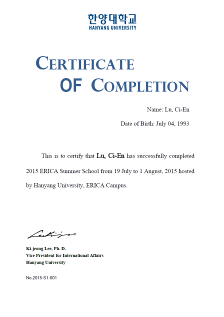 한양대학교
HANYANG UNIVERSITY
CERTIFICATE
OF COMPLETION
Name: Lu, Ci-En
Date of Birth: July 04, 1993
This is to certify that Lu, Ci-En has successfully completed
2015 ERICA Summer School from 19 July to 1 August, 2015 hosted
by Hanyang University, ERICA Campus.
Ki-jeong Lee, Ph. D.
Vice President for International Affairs
Hanyang University
No.2015-S1-001